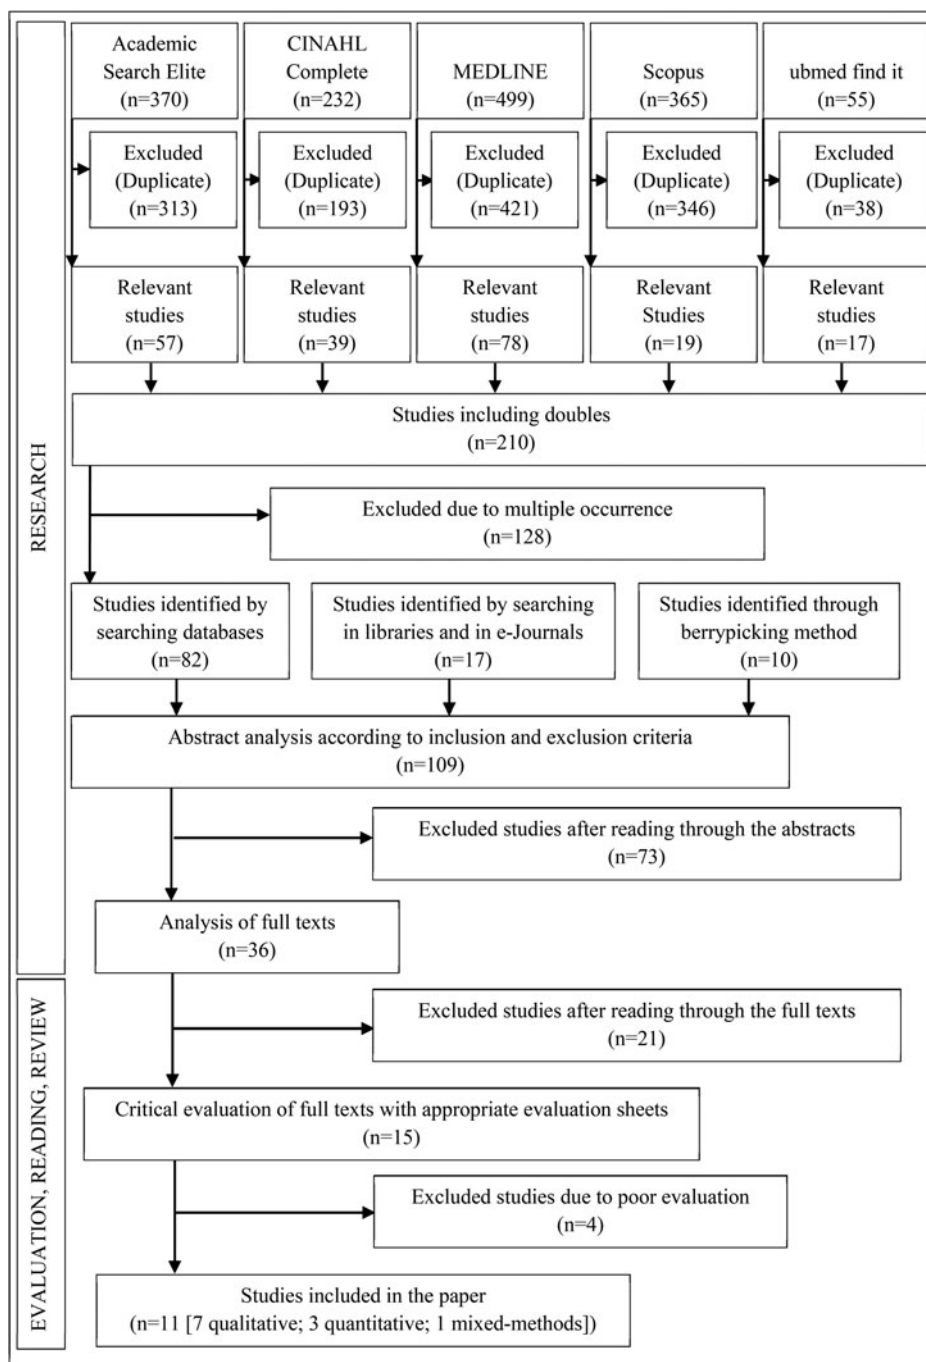 Academic
Search Elite
(n=370)
CINAHL
Complete
(n=232)
MEDLINE
(n=499)
Scopus
(n=365)
ubmed find it
(n=55)
Excluded
(Duplicate)
(n=313)
Excluded
(Duplicate)
(n=193)
Excluded
(Duplicate)
(n=421)
Excluded
(Duplicate)
(n=346)
Excluded
(Duplicate)
(n=38)
Relevant
studies
(n=57)
Relevant
studies
(n=39)
Relevant
studies
(n=78)
Relevant
Studies
(n=19)
Relevant
studies
(n=17)
Studies including doubles
(n=210)
RESEARCH
Excluded due to multiple occurrence
(n=128)
Studies identified by
searching databases
(n=82)
Studies identified by searching
in libraries and in e-Journals
(n=17)
Studies identified through
berrypicking method
(n=10)
Abstract analysis according to inclusion and exclusion criteria
(n=109)
Excluded studies after reading through the abstracts
(n=73)
Analysis of full texts
(n=36)
EVALUATION, READING, REVIEW
Excluded studies after reading through the full texts
(n=21)
Critical evaluation of full texts with appropriate evaluation sheets
(n=15)
Excluded studies due to poor evaluation
(n=4)
Studies included in the paper
(n=11 [7 qualitative; 3 quantitative; 1 mixed-methods])